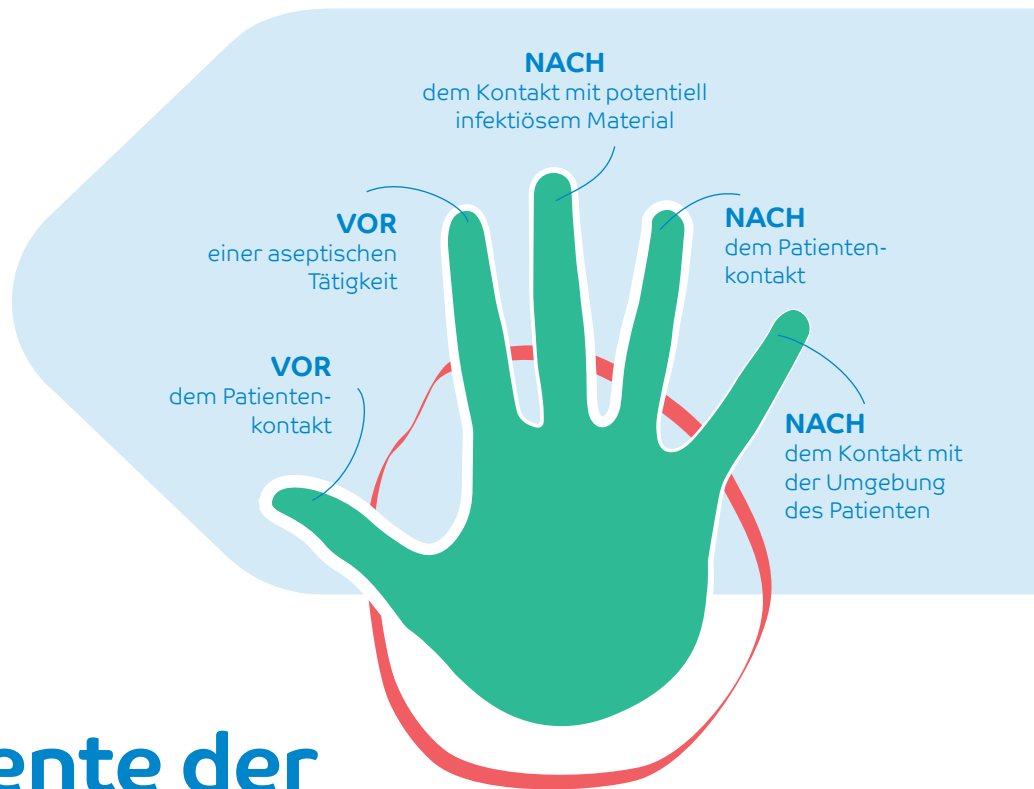 NACH
dem Kontakt mit potentiell
infektiösem Material
VOR
einer aseptischen
Tätigkeit
NACH
dem Patienten-
kontakt
VOR
dem Patienten-
kontakt
NACH
dem Kontakt mit
der Umgebung
des Patienten
ente der